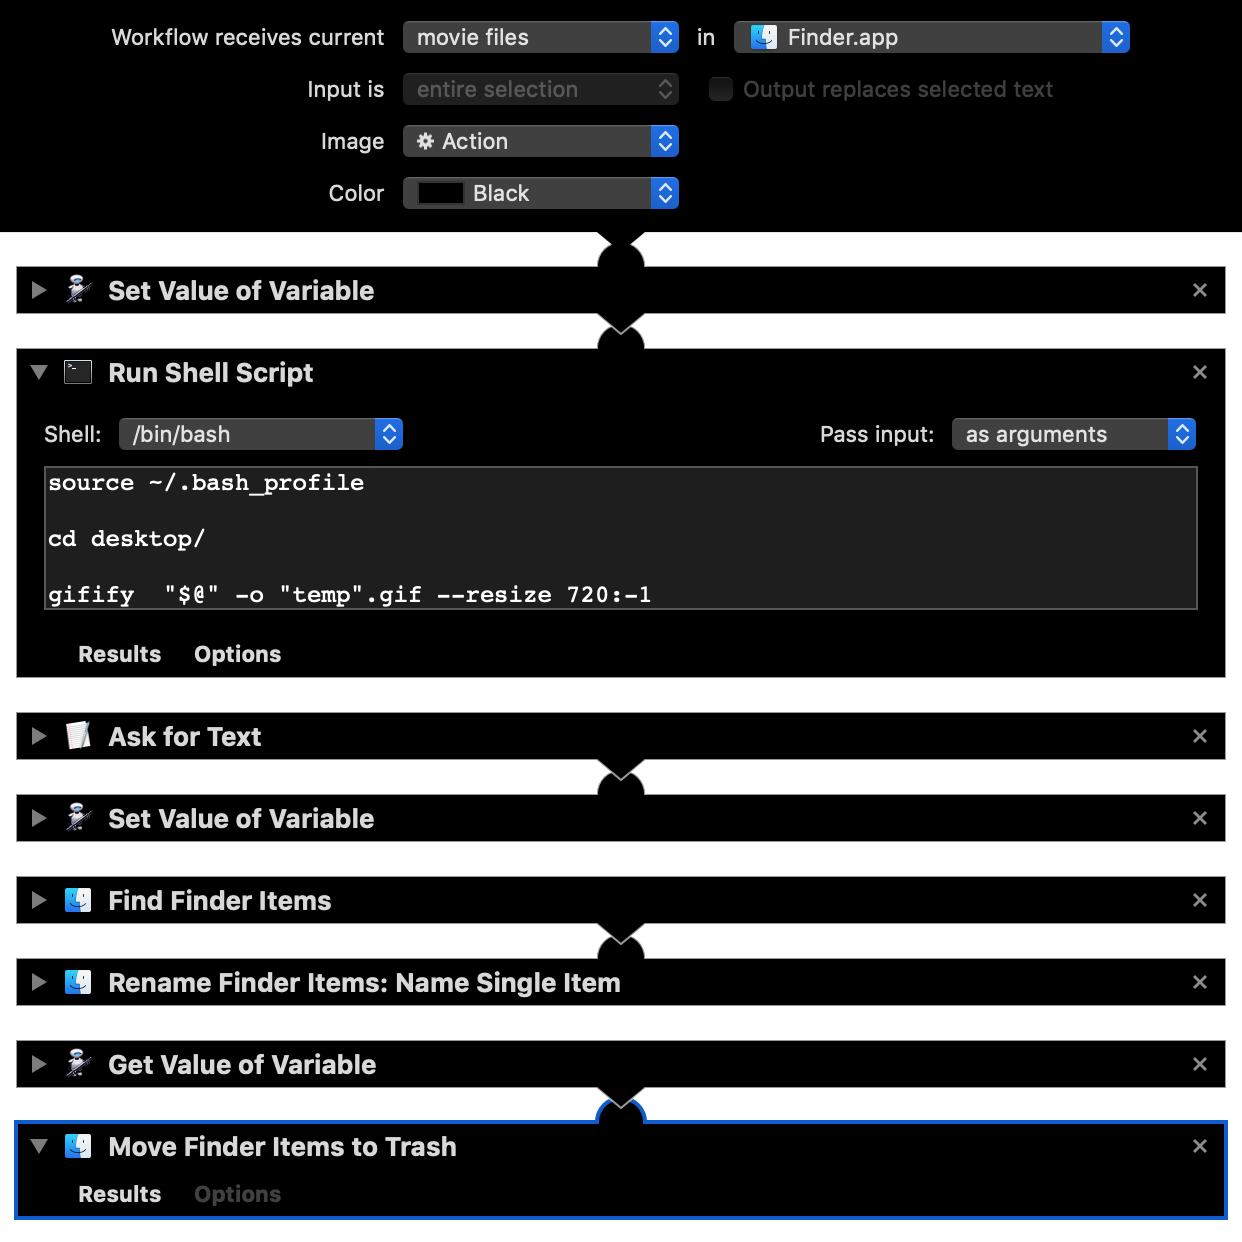 Workflow receives current movie files in Finder.app
Input is entire selection Output replaces selected text
Image Action
Color Black
Set Value of Variable
Run Shell Script
Shell: /bin/bash Pass input: as arguments
source ~/.bash_profile
cd desktop/
gifify  "$@" -o "temp".gif --resize 720:-1
Results Options
Ask for Text
Set Value of Variable
Find Finder Items
Rename Finder Items: Name Single Item
Get Value of Variable
Move Finder Items to Trash
Results Options